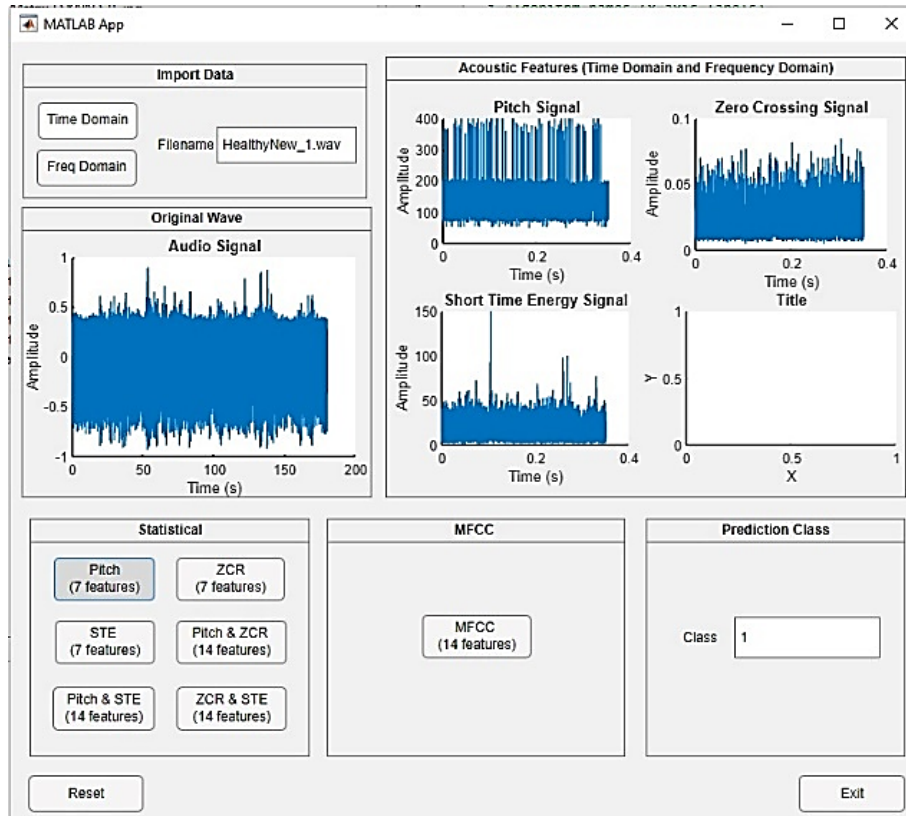 MATLAB App
Import Data
Time Domain
Freq Domain
Filename
HealthyNew_1.wav
Original Wave
Audio Signal
Amplitude
1
0.5
0
-0.5
-1
0
50
100
150
200
Time (s)
Acoustic Features (Time Domain and Frequency Domain)
Pitch Signal
Amplitude
400
300
200
100
0
0
0.2
0.4
Time (s)
Zero Crossing Signal
Amplitude
0.1
0.05
0
0
0.2
0.4
Time (s)
Short Time Energy Signal
Amplitude
150
100
50
0
0
0.2
0.4
Time (s)
Title
Y
1
0.5
0
0
0.5
1
X
Statistical
Pitch
(7 features)
ZCR
(7 features)
STE
(7 features)
Pitch & ZCR
(14 features)
Pitch & STE
(14 features)
ZCR & STE
(14 features)
MFCC
MFCC
(14 features)
Prediction Class
Class
1
Reset
Exit